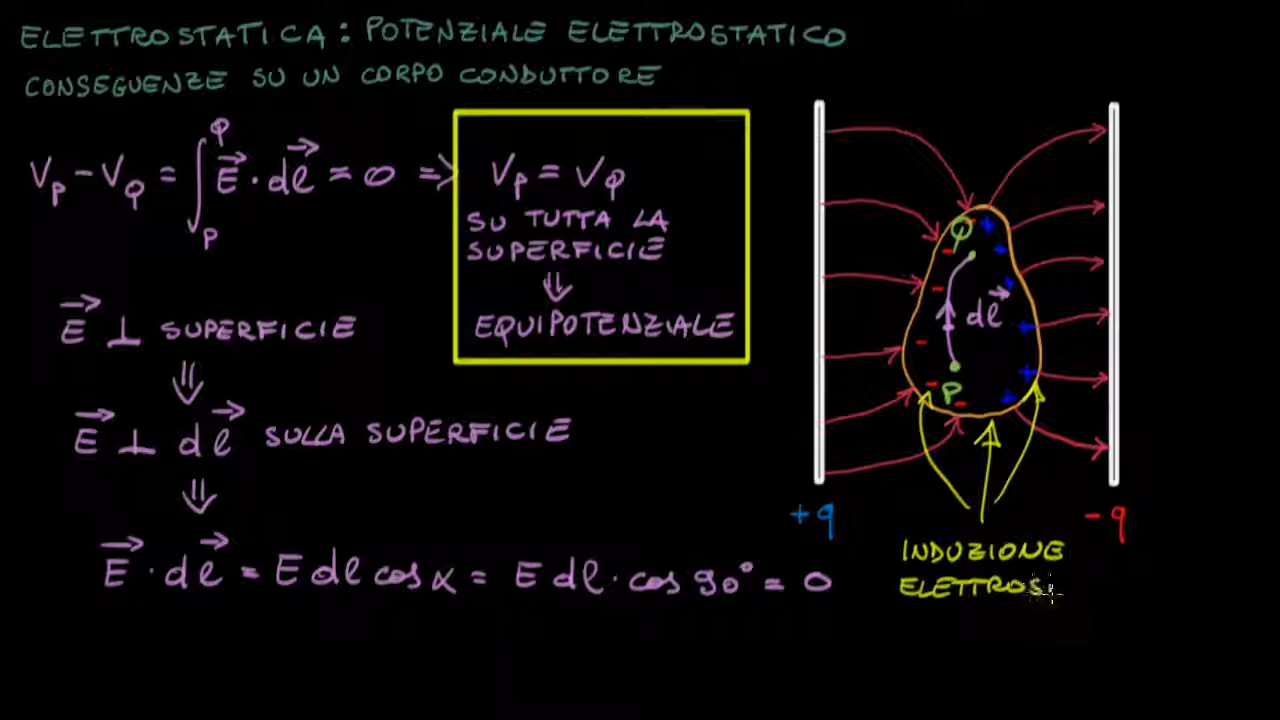 ELETTROSTATICA: POTENZIALE ELETTROSTATICO
CONSEGUENZE SU UN CORPO CONDUTTORE
V_P - V_Q = ∫_P^Q E⃗ · dl⃗ = 0 ⇒
V_P = V_Q
SU TUTTA LA
SUPERFICIE
⇓
EQUIPOTENZIALE
E⃗ ⊥ SUPERFICIE
⇓
E⃗ ⊥ dl⃗ SULLA SUPERFICIE
⇓
E⃗ · dl⃗ = E dl cos α = E dl · cos 90° = 0
Q
dl⃗
P
+q
-q
INDUZIONE
ELETTROS